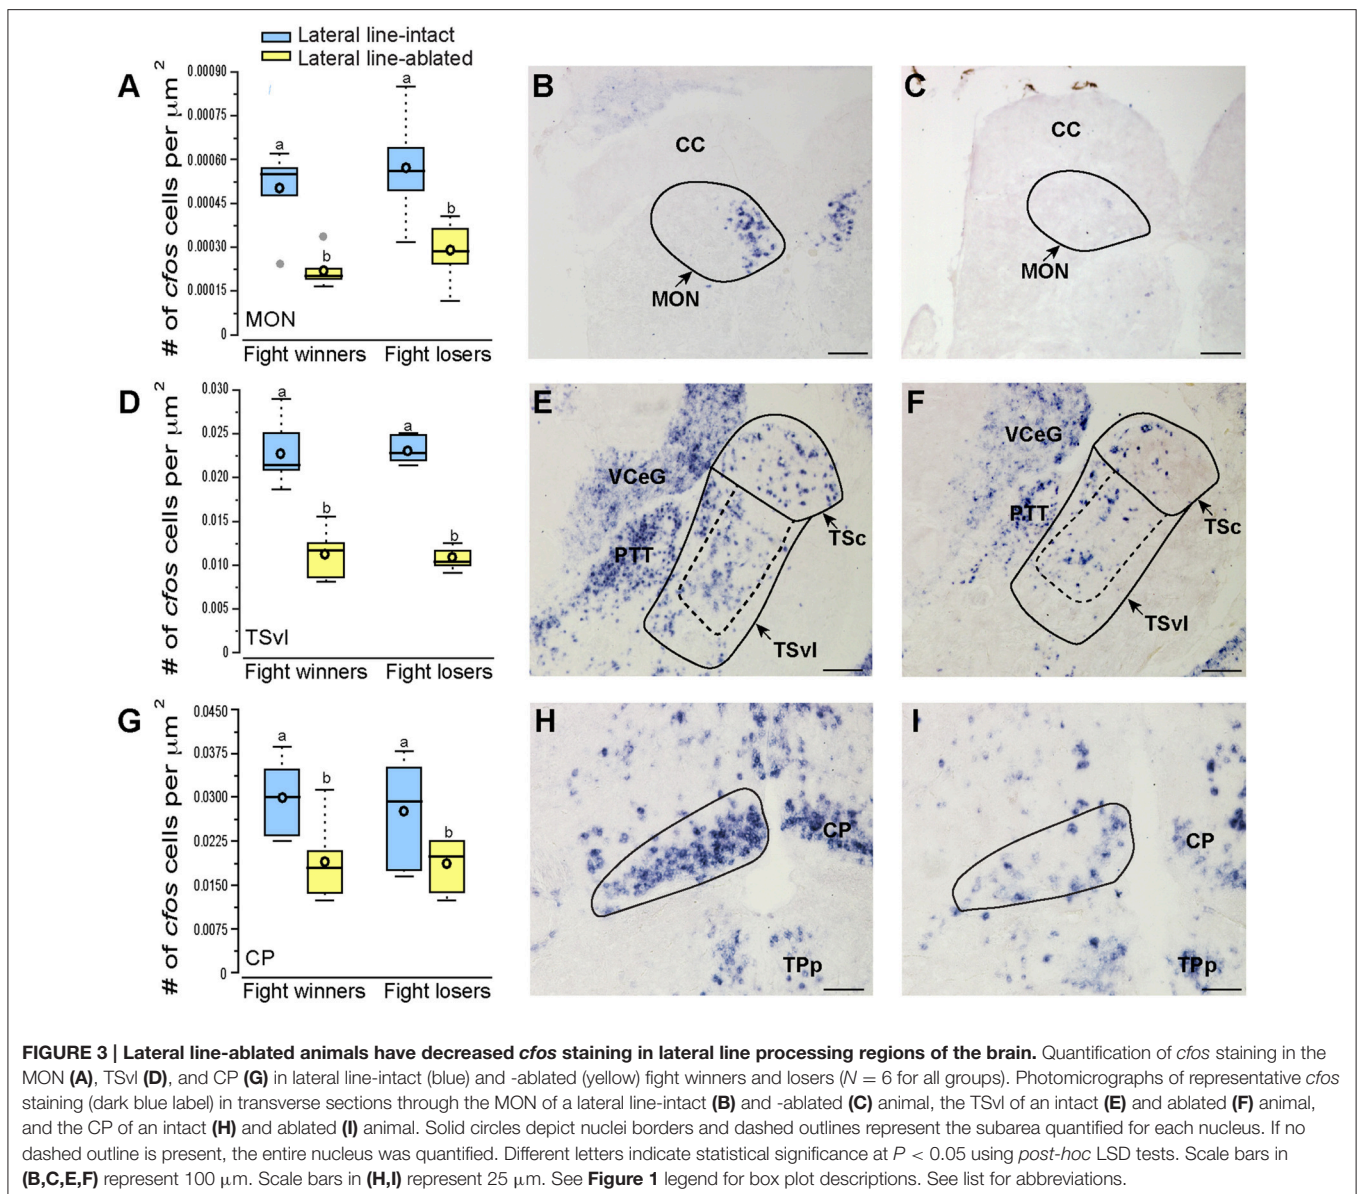 Lateral line-intact
Lateral line-ablated
A
# of cfos cells per μm 2
0.00090
0.00075
0.00060
0.00045
0.00030
0.00015
0
a
b
a
b
MON
Fight winners Fight losers
B
CC
MON
C
CC
MON
D
# of cfos cells per μm 2
0.030
0.025
0.020
0.015
0.010
0.005
0
a
b
a
b
TSvl
Fight winners Fight losers
E
VCeG
PTT
TSc
TSvl
F
VCeG
PTT
TSc
TSvl
G
# of cfos cells per μm 2
0.0450
0.0375
0.0300
0.0225
0.0150
0.0075
0
a
b
a
b
CP
Fight winners Fight losers
H
CP
TPp
I
CP
TPp
FIGURE 3 | Lateral line-ablated animals have decreased cfos staining in lateral line processing regions of the brain. Quantification of cfos staining in the
MON (A), TSvl (D), and CP (G) in lateral line-intact (blue) and -ablated (yellow) fight winners and losers (N = 6 for all groups). Photomicrographs of representative cfos
staining (dark blue label) in transverse sections through the MON of a lateral line-intact (B) and -ablated (C) animal, the TSvl of an intact (E) and ablated (F) animal,
and the CP of an intact (H) and ablated (I) animal. Solid circles depict nuclei borders and dashed outlines represent the subarea quantified for each nucleus. If no
dashed outline is present, the entire nucleus was quantified. Different letters indicate statistical significance at P < 0.05 using post-hoc LSD tests. Scale bars in
(B,C,E,F) represent 100 μm. Scale bars in (H,I) represent 25 μm. See Figure 1 legend for box plot descriptions. See list for abbreviations.